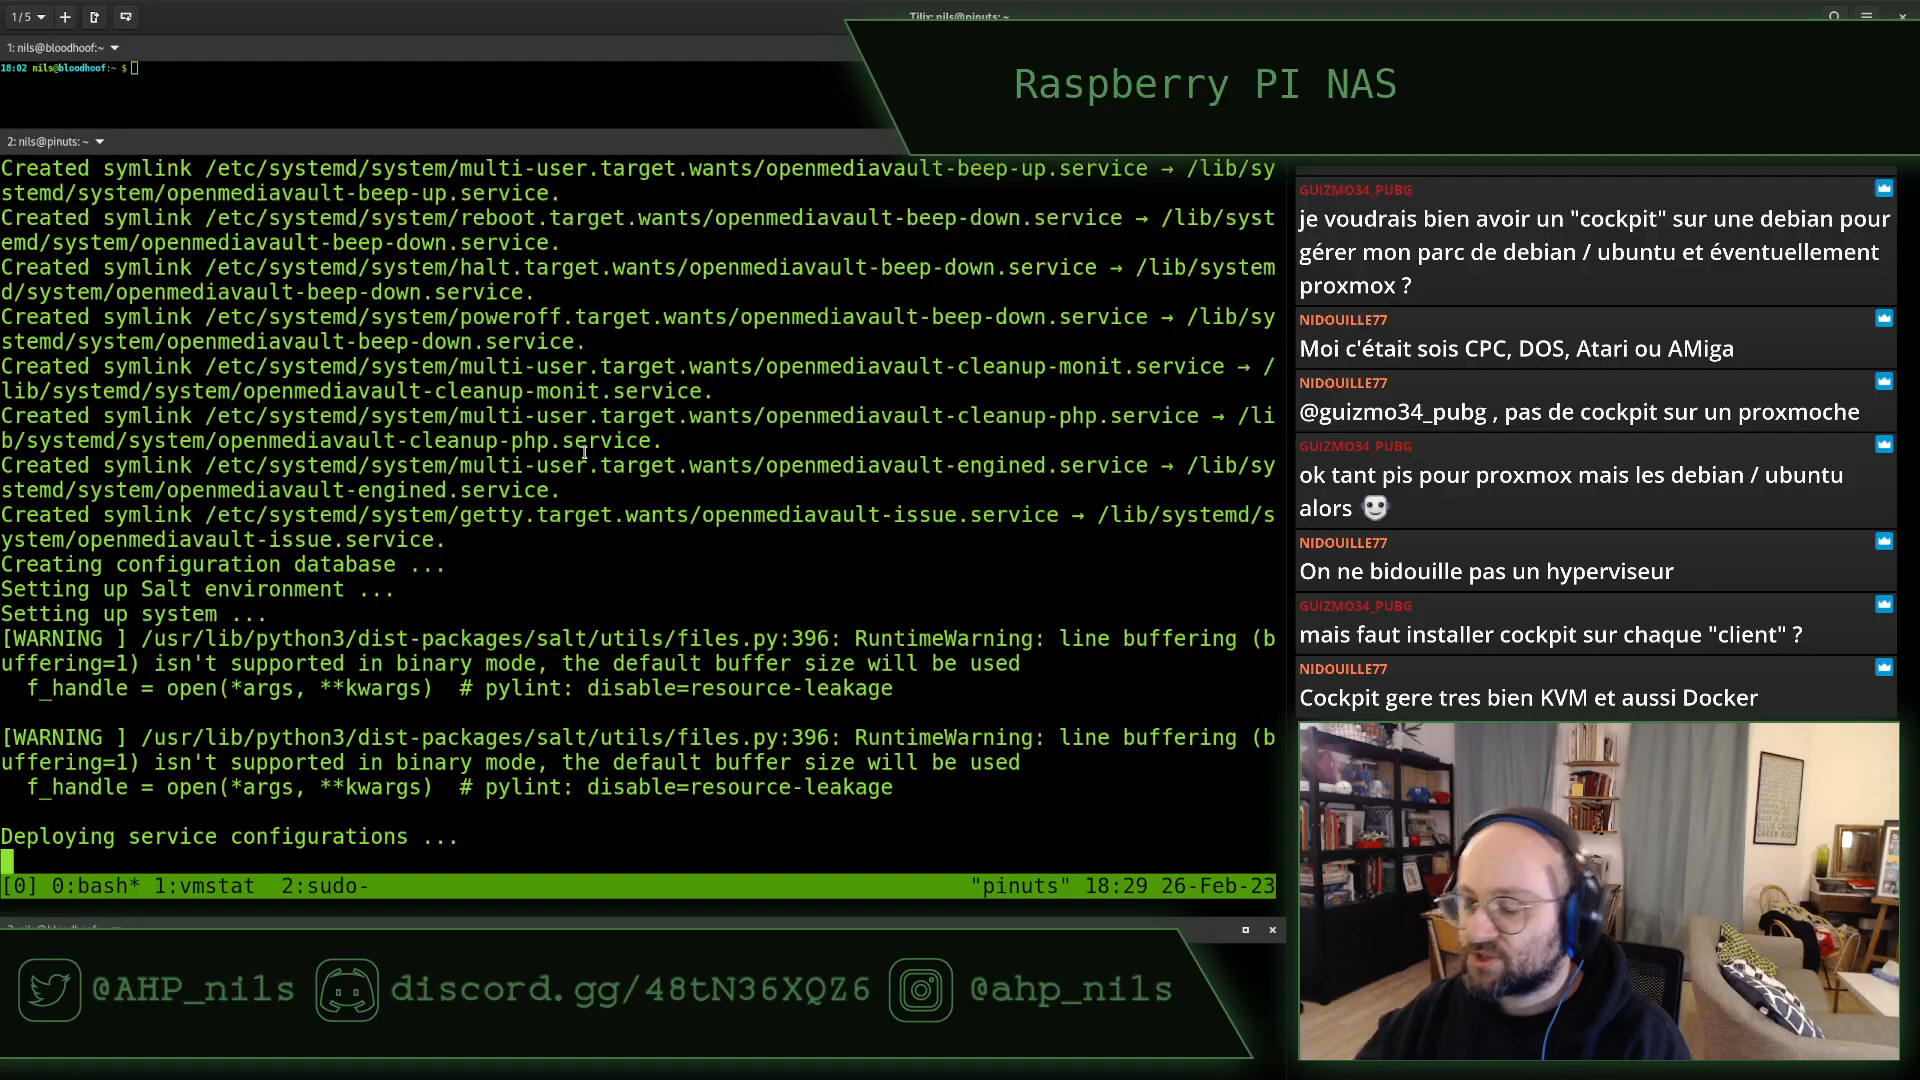 1/5
Tilix: nils@pinuts: ~
1: nils@bloodhoof:~
18:02 nils@bloodhoof:~ $
Raspberry PI NAS
2: nils@pinuts: ~
Created symlink /etc/systemd/system/multi-user.target.wants/openmediavault-beep-up.service → /lib/sy
stemd/system/openmediavault-beep-up.service.
Created symlink /etc/systemd/system/reboot.target.wants/openmediavault-beep-down.service → /lib/syst
emd/system/openmediavault-beep-down.service.
Created symlink /etc/systemd/system/halt.target.wants/openmediavault-beep-down.service → /lib/system
d/system/openmediavault-beep-down.service.
Created symlink /etc/systemd/system/poweroff.target.wants/openmediavault-beep-down.service → /lib/sy
stemd/system/openmediavault-beep-down.service.
Created symlink /etc/systemd/system/multi-user.target.wants/openmediavault-cleanup-monit.service → /
lib/systemd/system/openmediavault-cleanup-monit.service.
Created symlink /etc/systemd/system/multi-user.target.wants/openmediavault-cleanup-php.service → /li
b/systemd/system/openmediavault-cleanup-php.service.
Created symlink /etc/systemd/system/multi-user.target.wants/openmediavault-engined.service → /lib/sy
stemd/system/openmediavault-engined.service.
Created symlink /etc/systemd/system/getty.target.wants/openmediavault-issue.service → /lib/systemd/s
ystem/openmediavault-issue.service.
Creating configuration database ...
Setting up Salt environment ...
Setting up system ...
[WARNING ] /usr/lib/python3/dist-packages/salt/utils/files.py:396: RuntimeWarning: line buffering (b
uffering=1) isn't supported in binary mode, the default buffer size will be used
  f_handle = open(*args, **kwargs)  # pylint: disable=resource-leakage
[WARNING ] /usr/lib/python3/dist-packages/salt/utils/files.py:396: RuntimeWarning: line buffering (b
uffering=1) isn't supported in binary mode, the default buffer size will be used
  f_handle = open(*args, **kwargs)  # pylint: disable=resource-leakage
Deploying service configurations ...
[0] 0:bash* 1:vmstat  2:sudo-
"pinuts" 18:29 26-Feb-23
GUIZMO34_PUBG
je voudrais bien avoir un "cockpit" sur une debian pour
gérer mon parc de debian / ubuntu et éventuellement
proxmox ?
NIDOUILLE77
Moi c'était sois CPC, DOS, Atari ou AMiga
NIDOUILLE77
@guizmo34_pubg , pas de cockpit sur un proxmoche
GUIZMO34_PUBG
ok tant pis pour proxmox mais les debian / ubuntu
alors
NIDOUILLE77
On ne bidouille pas un hyperviseur
GUIZMO34_PUBG
mais faut installer cockpit sur chaque "client" ?
NIDOUILLE77
Cockpit gere tres bien KVM et aussi Docker
@AHP_nils
discord.gg/48tN36XQZ6
@ahp_nils